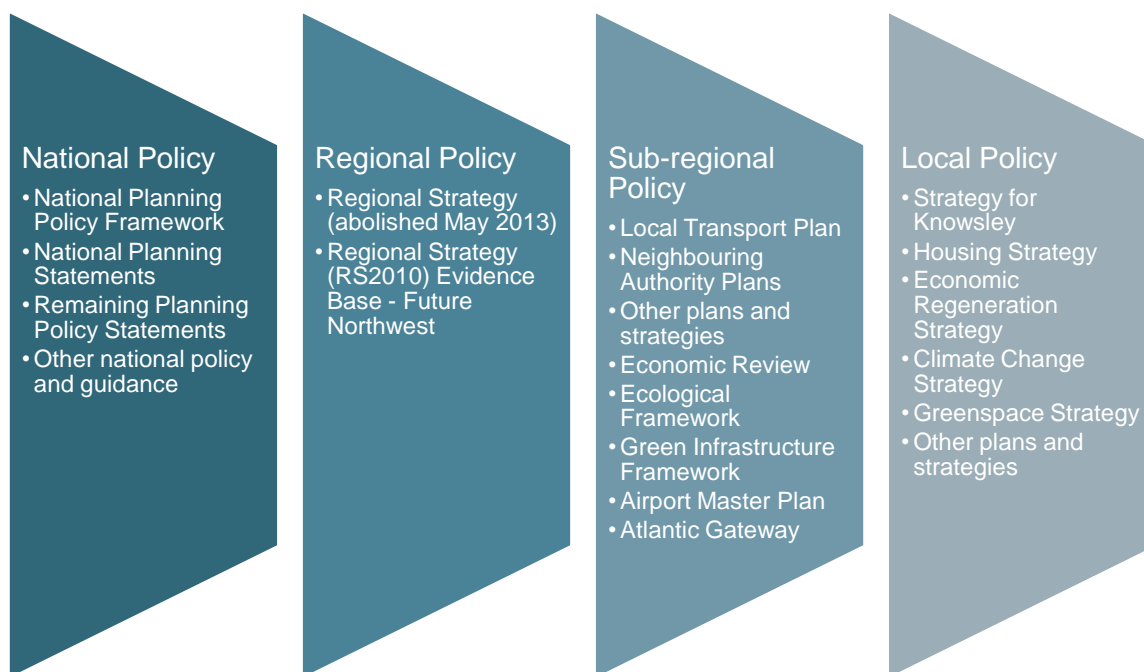 National Policy
• National Planning
Policy Framework
• National Planning
Statements
• Remaining Planning
Policy Statements
• Other national policy
and guidance
Regional Policy
• Regional Strategy
(abolished May 2013)
• Regional Strategy
(RS2010) Evidence
Base - Future
Northwest
Sub-regional
Policy
• Local Transport Plan
• Neighbouring
Authority Plans
• Other plans and
strategies
• Economic Review
• Ecological
Framework
• Green Infrastructure
Framework
• Airport Master Plan
• Atlantic Gateway
Local Policy
• Strategy for
Knowsley
• Housing Strategy
• Economic
Regeneration
Strategy
• Climate Change
Strategy
• Greenspace Strategy
• Other plans and
strategies